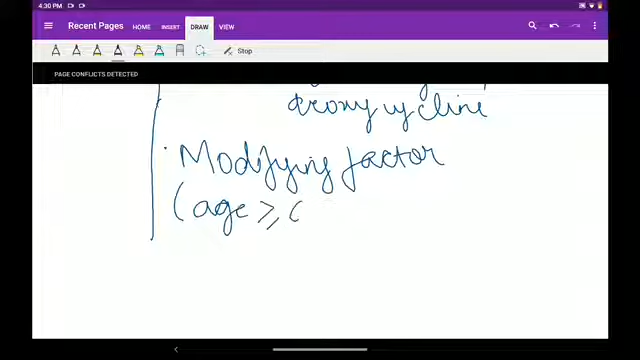 4:30 PM
Recent Pages HOME INSERT DRAW VIEW
Stop
PAGE CONFLICTS DETECTED
doxycycline
Modifying factor
(age ≥ (